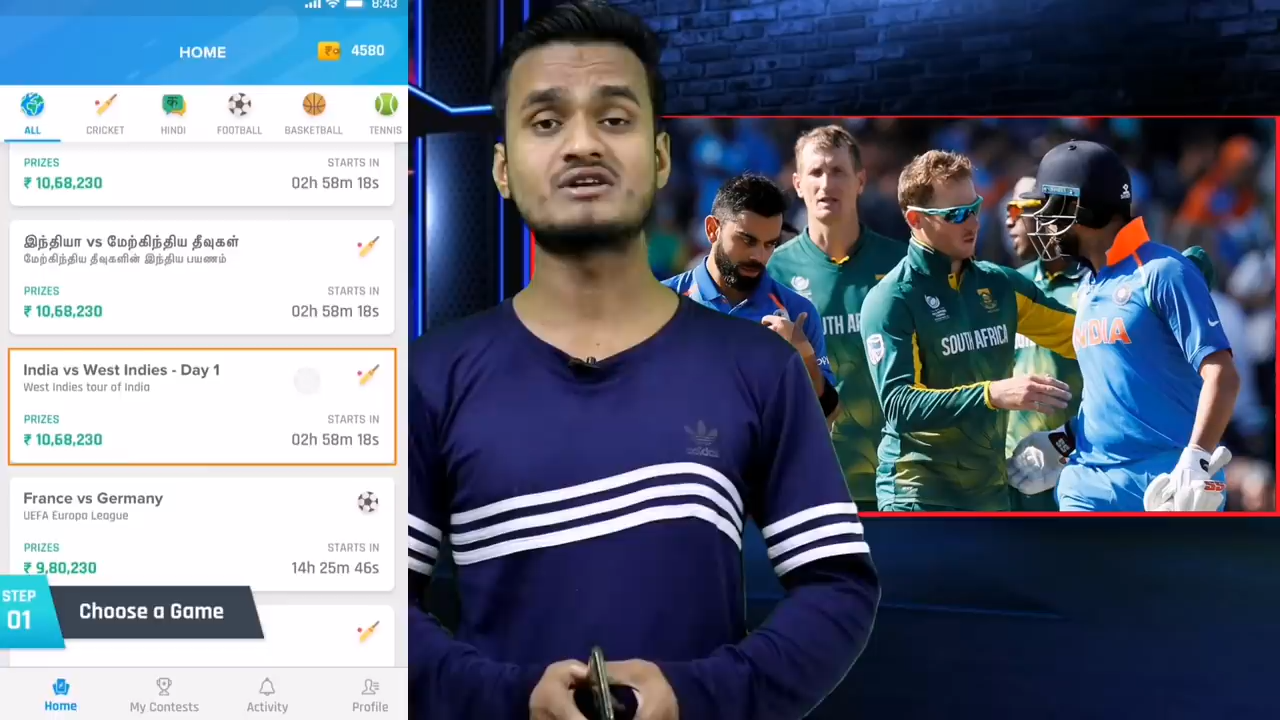 8:43
HOME
4580
ALL
CRICKET
HINDI
FOOTBALL
BASKETBALL
TENNIS
PRIZES
STARTS IN
₹ 10,68,230
02h 58m 18s
இந்தியா vs மேற்கிந்திய தீவுகள்
மேற்கிந்திய தீவுகளின் இந்திய பயணம்
PRIZES
STARTS IN
₹ 10,68,230
02h 58m 18s
India vs West Indies - Day 1
West Indies tour of India
PRIZES
STARTS IN
₹ 10,68,230
02h 58m 18s
France vs Germany
UEFA Europa League
PRIZES
STARTS IN
₹ 9,80,230
14h 25m 46s
STEP
01
Choose a Game
Home
My Contests
Activity
Profile
adidas
SOUTH AFRICA
INDIA